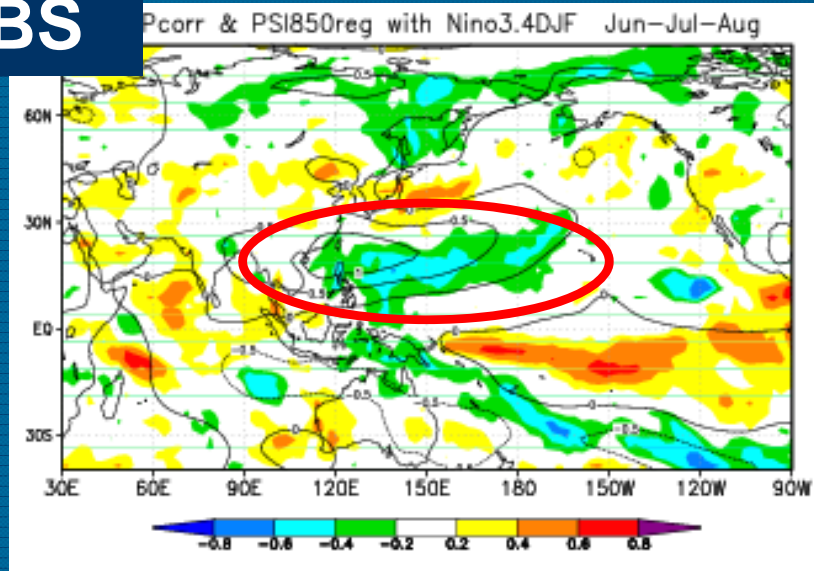 BS
Pcorr & PSI850reg with Nino3.4DJF Jun-Jul-Aug
60N
30N
EQ
30S
30E 60E 90E 120E 150E 180 150W 120W 90W
-0.8 -0.6 -0.4 -0.2 0.2 0.4 0.6 0.8